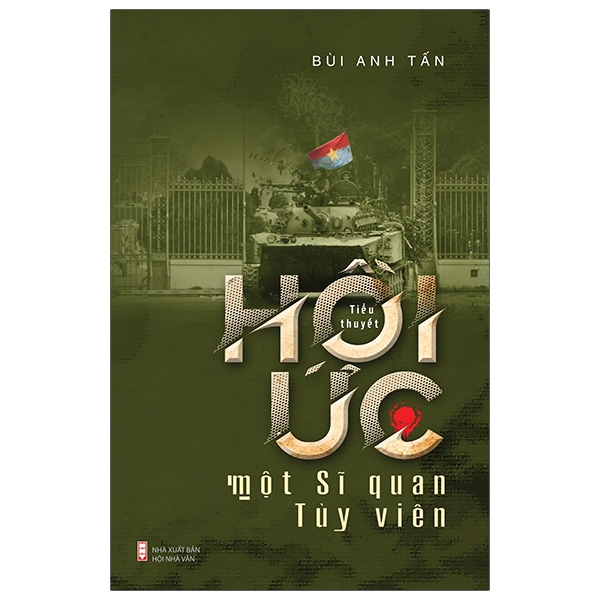 BÙI ANH TẤN
HỒI
Tiểu
thuyết
ỨC
một Sĩ quan
Tùy viên
NHÀ XUẤT BẢN
HỘI NHÀ VĂN